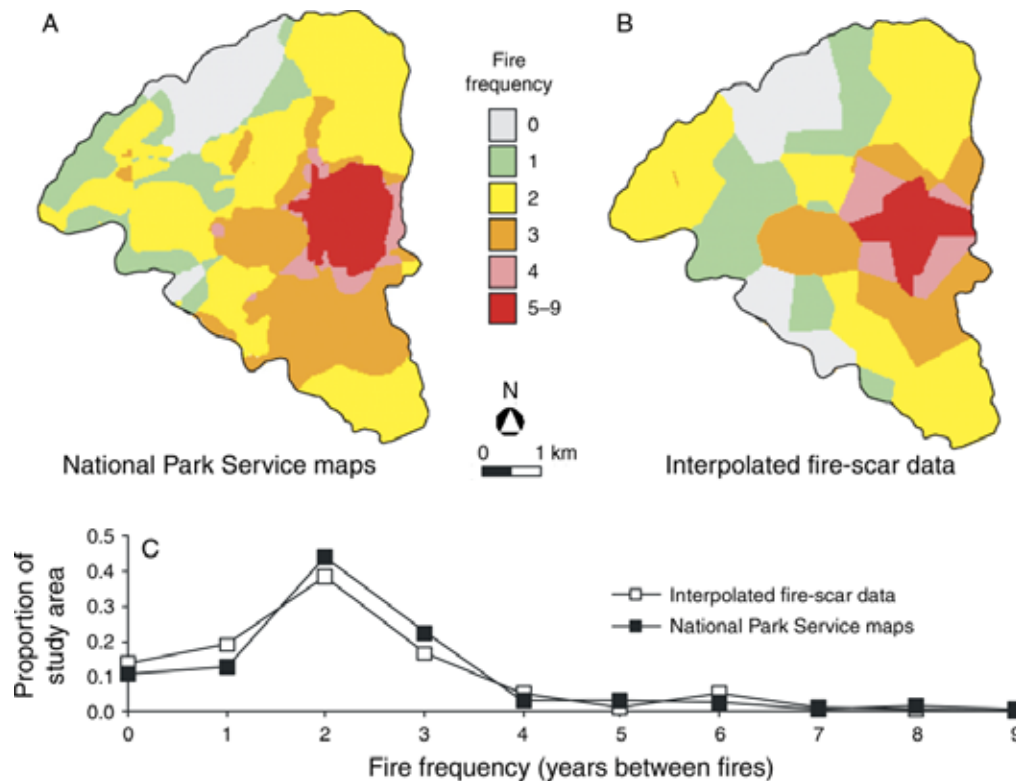 A
B
Fire
frequency
0
1
2
3
4
5–9
N
0 1 km
National Park Service maps
Interpolated fire-scar data
C
Proportion of
study area
0.5
0.4
0.3
0.2
0.1
0.0
Interpolated fire-scar data
National Park Service maps
0 1 2 3 4 5 6 7 8 9
Fire frequency (years between fires)